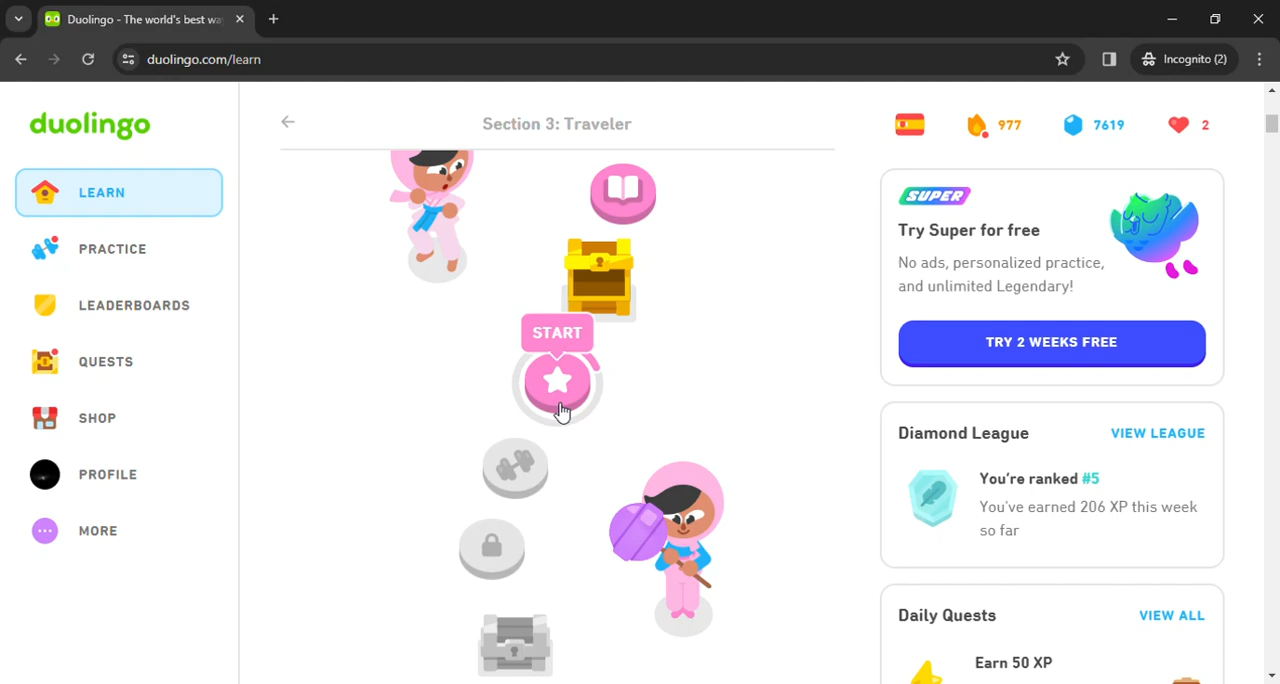 Duolingo - The world's best wa
duolingo.com/learn
Incognito (2)
duolingo
LEARN
PRACTICE
LEADERBOARDS
QUESTS
SHOP
PROFILE
MORE
Section 3: Traveler
START
977
7619
2
SUPER
Try Super for free
No ads, personalized practice,
and unlimited Legendary!
TRY 2 WEEKS FREE
Diamond League
VIEW LEAGUE
You're ranked #5
You've earned 206 XP this week
so far
Daily Quests
VIEW ALL
Earn 50 XP